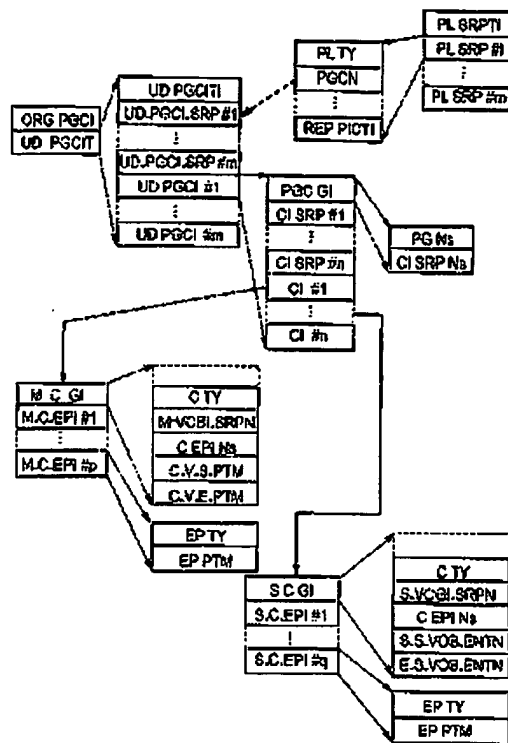 PL SRPTI
PL SRP #1
⋮
PL SRP #m
PL TY
PGCN
⋮
REP PICTI
UD PGCITI
UD.PGCI.SRP #1
⋮
UD.PGCI.SRP #m
UD PGCI #1
⋮
UD PGCI #m
ORG PGCI
UD PGCIT
PGC GI
CI SRP #1
⋮
CI SRP #n
CI #1
⋮
CI #n
PG Ns
CI SRP Ns
M C GI
M.C.EPI #1
⋮
M.C.EPI #p
C TY
M-VOBI.SRPN
C EPI Ns
C.V.S.PTM
C.V.E.PTM
EP TY
EP PTM
S C GI
S.C.EPI #1
⋮
S.C.EPI #q
C TY
S.VOGI.SRPN
C EPI Ns
S.S.VOB.ENTN
E.S.VOB.ENTN
EP TY
EP PTM